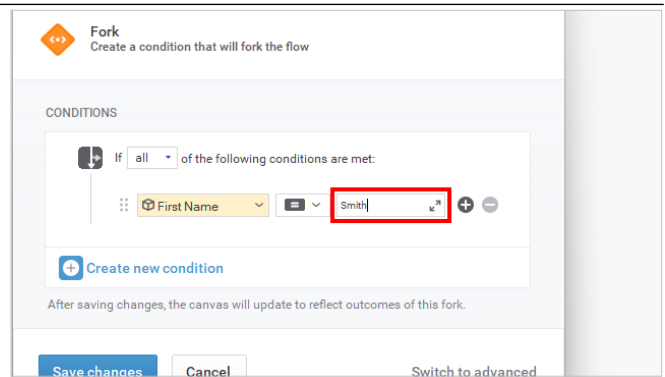 Fork
Create a condition that will fork the flow
CONDITIONS
If all of the following conditions are met:
First Name = Smith
Create new condition
After saving changes, the canvas will update to reflect outcomes of this fork.
Save changes Cancel Switch to advanced